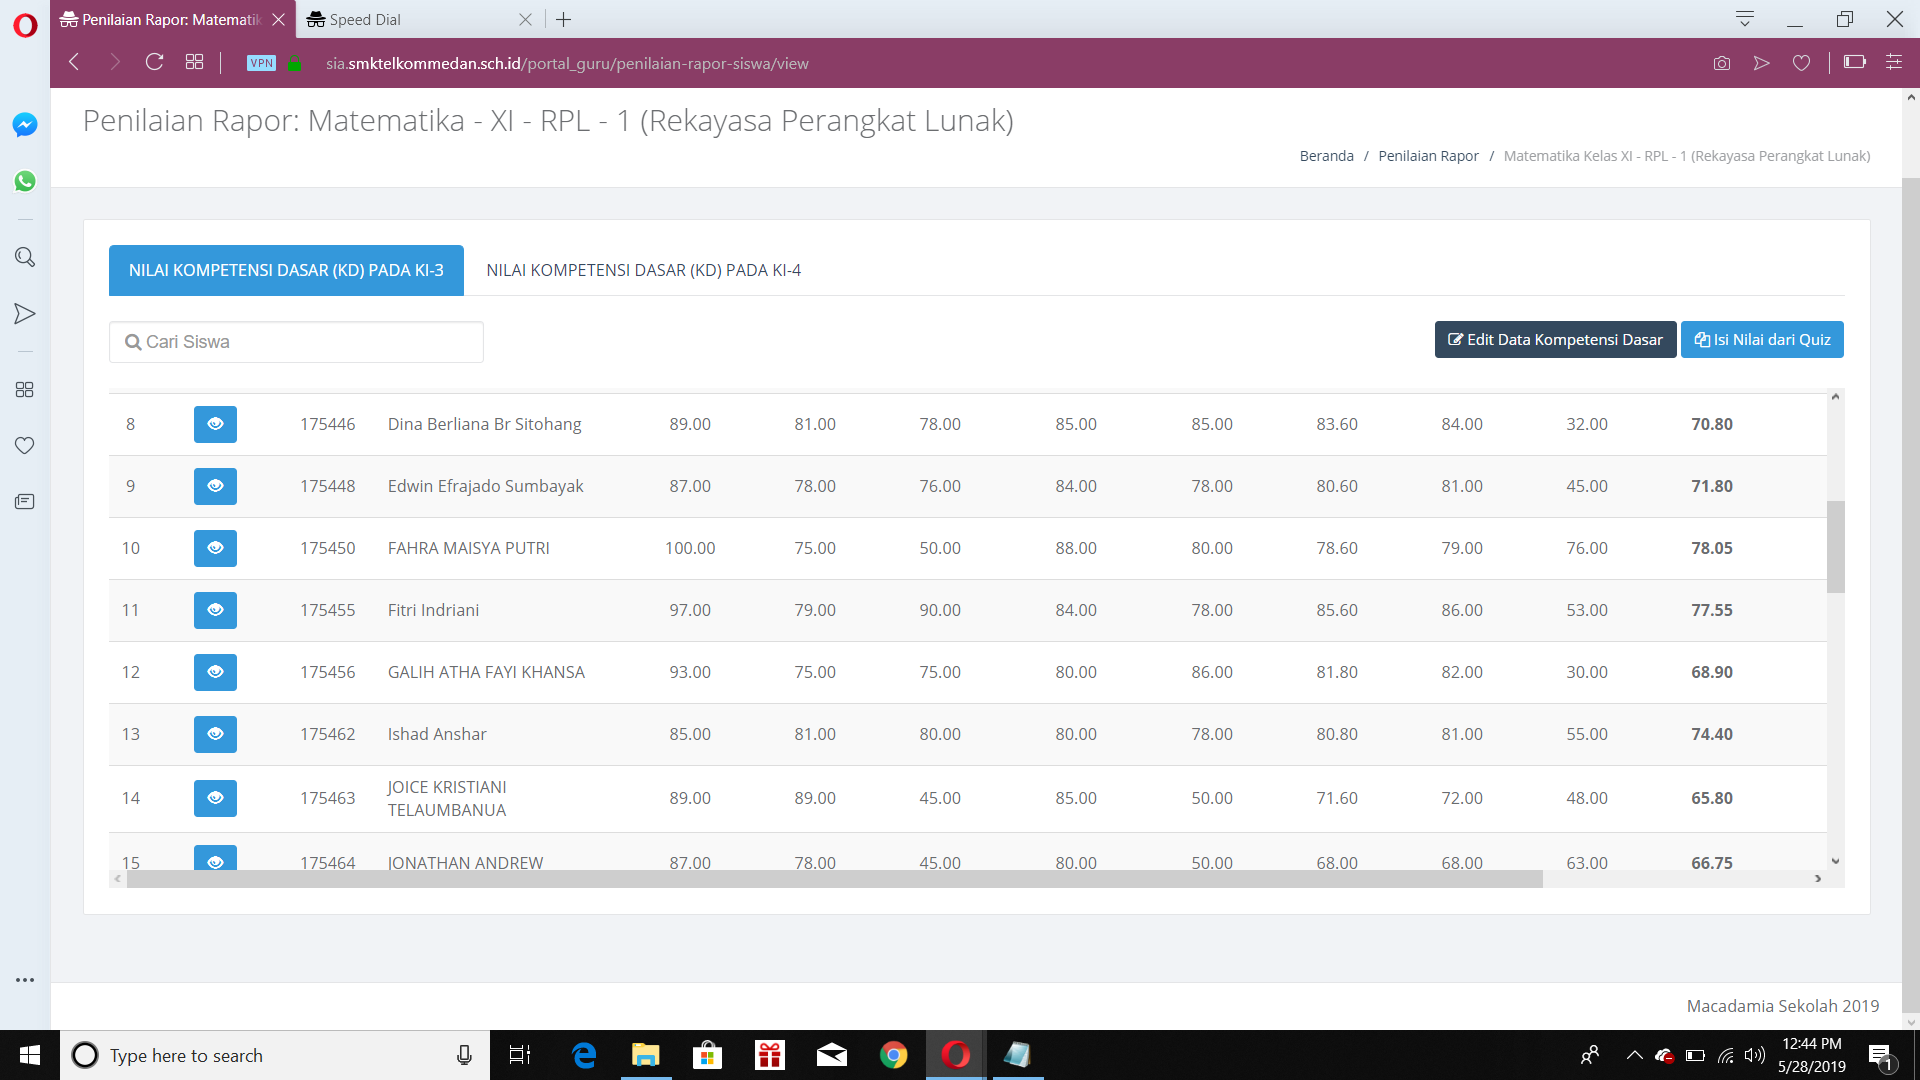 Penilaian Rapor: Matematik
Speed Dial
VPN
sia.smktelkommedan.sch.id/portal_guru/penilaian-rapor-siswa/view
Penilaian Rapor: Matematika - XI - RPL - 1 (Rekayasa Perangkat Lunak)
Beranda / Penilaian Rapor / Matematika Kelas XI - RPL - 1 (Rekayasa Perangkat Lunak)
NILAI KOMPETENSI DASAR (KD) PADA KI-3
NILAI KOMPETENSI DASAR (KD) PADA KI-4
Cari Siswa
Edit Data Kompetensi Dasar
Isi Nilai dari Quiz
8 175446 Dina Berliana Br Sitohang 89.00 81.00 78.00 85.00 85.00 83.60 84.00 32.00 70.80
9 175448 Edwin Efrajado Sumbayak 87.00 78.00 76.00 84.00 78.00 80.60 81.00 45.00 71.80
10 175450 FAHRA MAISYA PUTRI 100.00 75.00 50.00 88.00 80.00 78.60 79.00 76.00 78.05
11 175455 Fitri Indriani 97.00 79.00 90.00 84.00 78.00 85.60 86.00 53.00 77.55
12 175456 GALIH ATHA FAYI KHANSA 93.00 75.00 75.00 80.00 86.00 81.80 82.00 30.00 68.90
13 175462 Ishad Anshar 85.00 81.00 80.00 80.00 78.00 80.80 81.00 55.00 74.40
14 175463 JOICE KRISTIANI TELAUMBANUA 89.00 89.00 45.00 85.00 50.00 71.60 72.00 48.00 65.80
15 175464 JONATHAN ANDREW 87.00 78.00 45.00 80.00 50.00 68.00 68.00 63.00 66.75
Macadamia Sekolah 2019
Type here to search
12:44 PM
5/28/2019
1